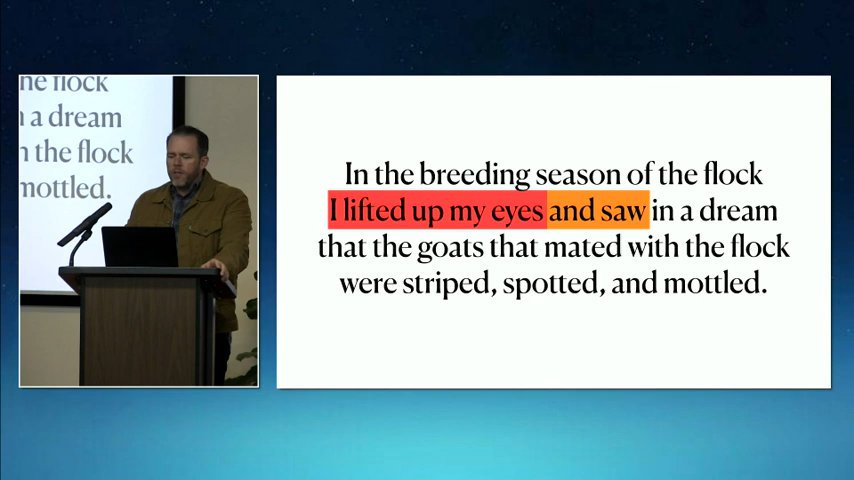 he flock
a dream
the flock
mottled.
In the breeding season of the flock
I lifted up my eyes and saw in a dream
that the goats that mated with the flock
were striped, spotted, and mottled.